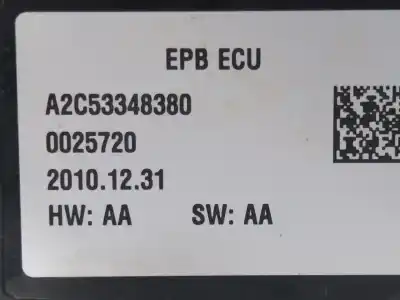 EPB ECU
A2C53348380
0025720
2010.12.31
HW: AA SW: AA